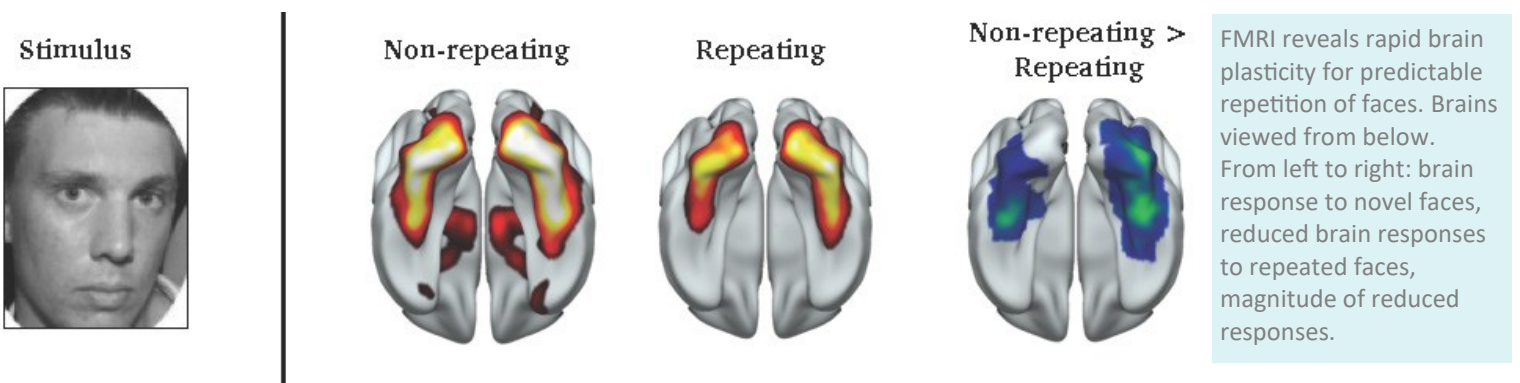 Stimulus
Non-repeating
Repeating
Non-repeating >
Repeating
FMRI reveals rapid brain
plasticity for predictable
repetition of faces. Brains
viewed from below.
From left to right: brain
response to novel faces,
reduced brain responses
to repeated faces,
magnitude of reduced
responses.